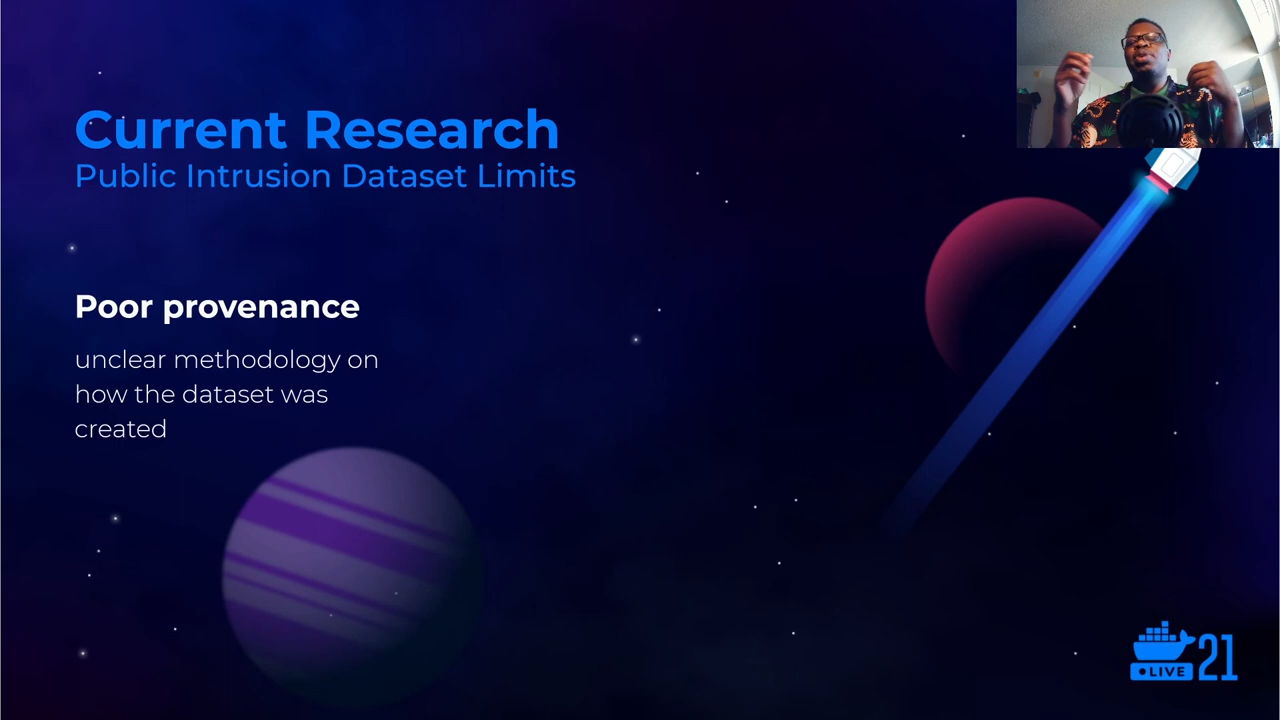 Current Research
Public Intrusion Dataset Limits
Poor provenance
unclear methodology on
how the dataset was
created
LIVE 21